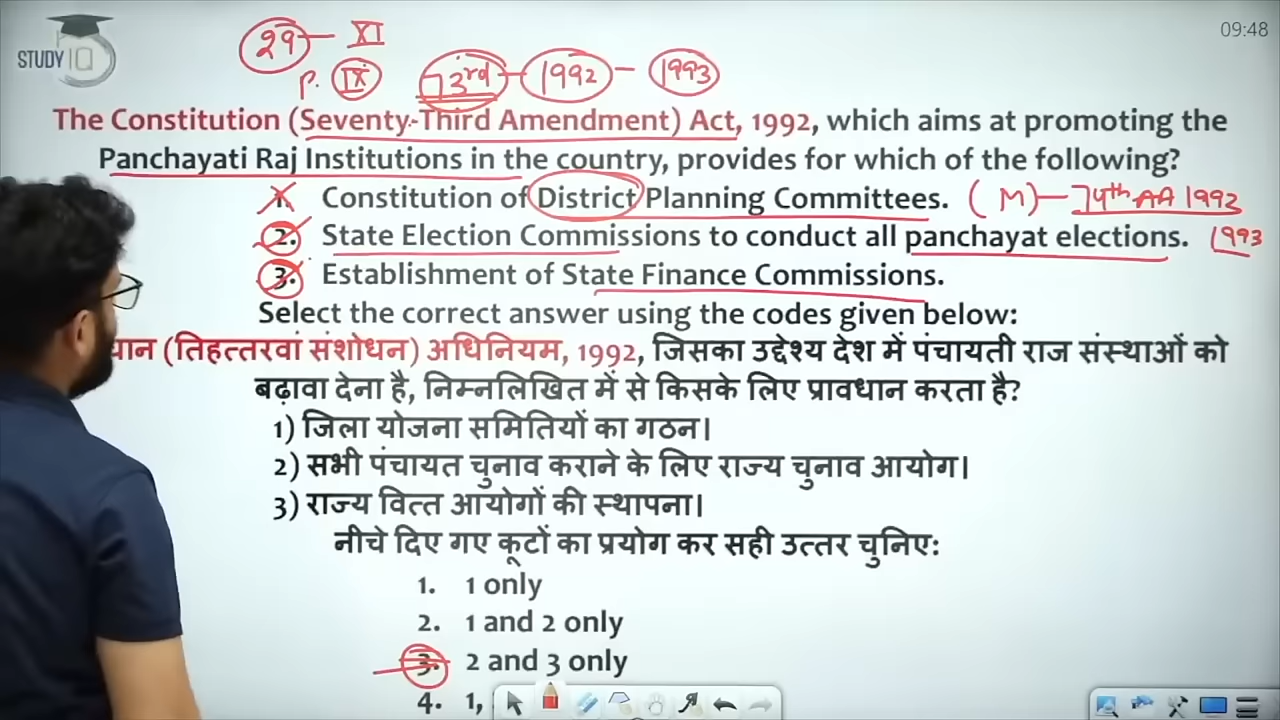 STUDY IQ
09:48
29 — XI
P. IX 73rd — 1992 — 1993
The Constitution (Seventy-Third Amendment) Act, 1992, which aims at promoting the
Panchayati Raj Institutions in the country, provides for which of the following?
1. Constitution of District Planning Committees. (M) — 74th AA 1992
2. State Election Commissions to conduct all panchayat elections. 1993
3. Establishment of State Finance Commissions.
Select the correct answer using the codes given below:
(तिहत्तरवां संशोधन) अधिनियम, 1992, जिसका उद्देश्य देश में पंचायती राज संस्थाओं को
बढ़ावा देना है, निम्नलिखित में से किसके लिए प्रावधान करता है?
1) जिला योजना समितियों का गठन।
2) सभी पंचायत चुनाव कराने के लिए राज्य चुनाव आयोग।
3) राज्य वित्त आयोगों की स्थापना।
नीचे दिए गए कूटों का प्रयोग कर सही उत्तर चुनिए:
1. 1 only
2. 1 and 2 only
3. 2 and 3 only
4. 1,